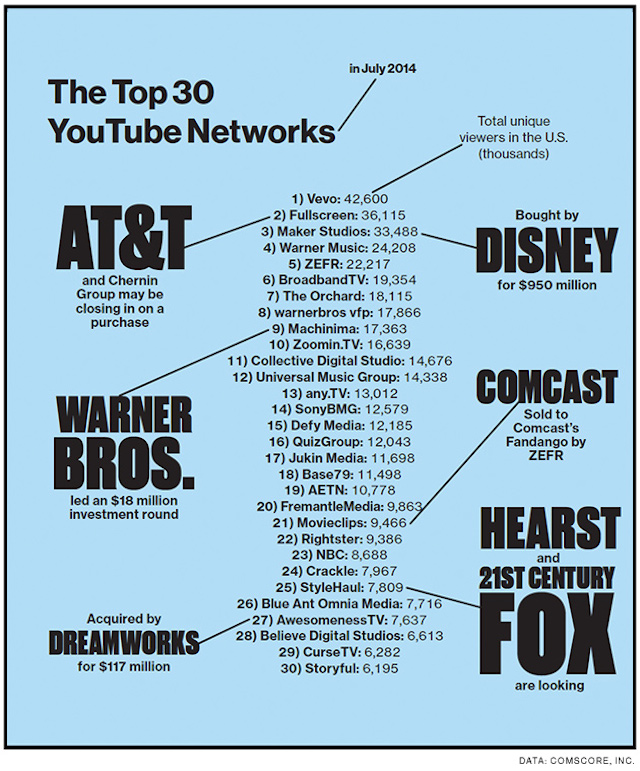 in July 2014
The Top 30
YouTube Networks
Total unique
viewers in the U.S.
(thousands)
1) Vevo: 42,600
2) Fullscreen: 36,115
3) Maker Studios: 33,488
4) Warner Music: 24,208
5) ZEFR: 22,217
6) BroadbandTV: 19,354
7) The Orchard: 18,115
8) warnerbros vfp: 17,866
9) Machinima: 17,363
10) Zoomin.TV: 16,639
11) Collective Digital Studio: 14,676
12) Universal Music Group: 14,338
13) any.TV: 13,012
14) SonyBMG: 12,579
15) Defy Media: 12,185
16) QuizGroup: 12,043
17) Jukin Media: 11,698
18) Base79: 11,498
19) AETN: 10,778
20) FremantleMedia: 9,863
21) Movieclips: 9,466
22) Rightster: 9,386
23) NBC: 8,688
24) Crackle: 7,967
25) StyleHaul: 7,809
26) Blue Ant Omnia Media: 7,716
27) AwesomenessTV: 7,637
28) Believe Digital Studios: 6,613
29) CurseTV: 6,282
30) Storyful: 6,195
AT&T
and Chernin
Group may be
closing in on a
purchase
Bought by
DISNEY
for $950 million
WARNER
BROS.
led an $18 million
investment round
COMCAST
Sold to
Comcast's
Fandango by
ZEFR
HEARST
and
21ST CENTURY
FOX
are looking
Acquired by
DREAMWORKS
for $117 million
DATA: COMSCORE, INC.